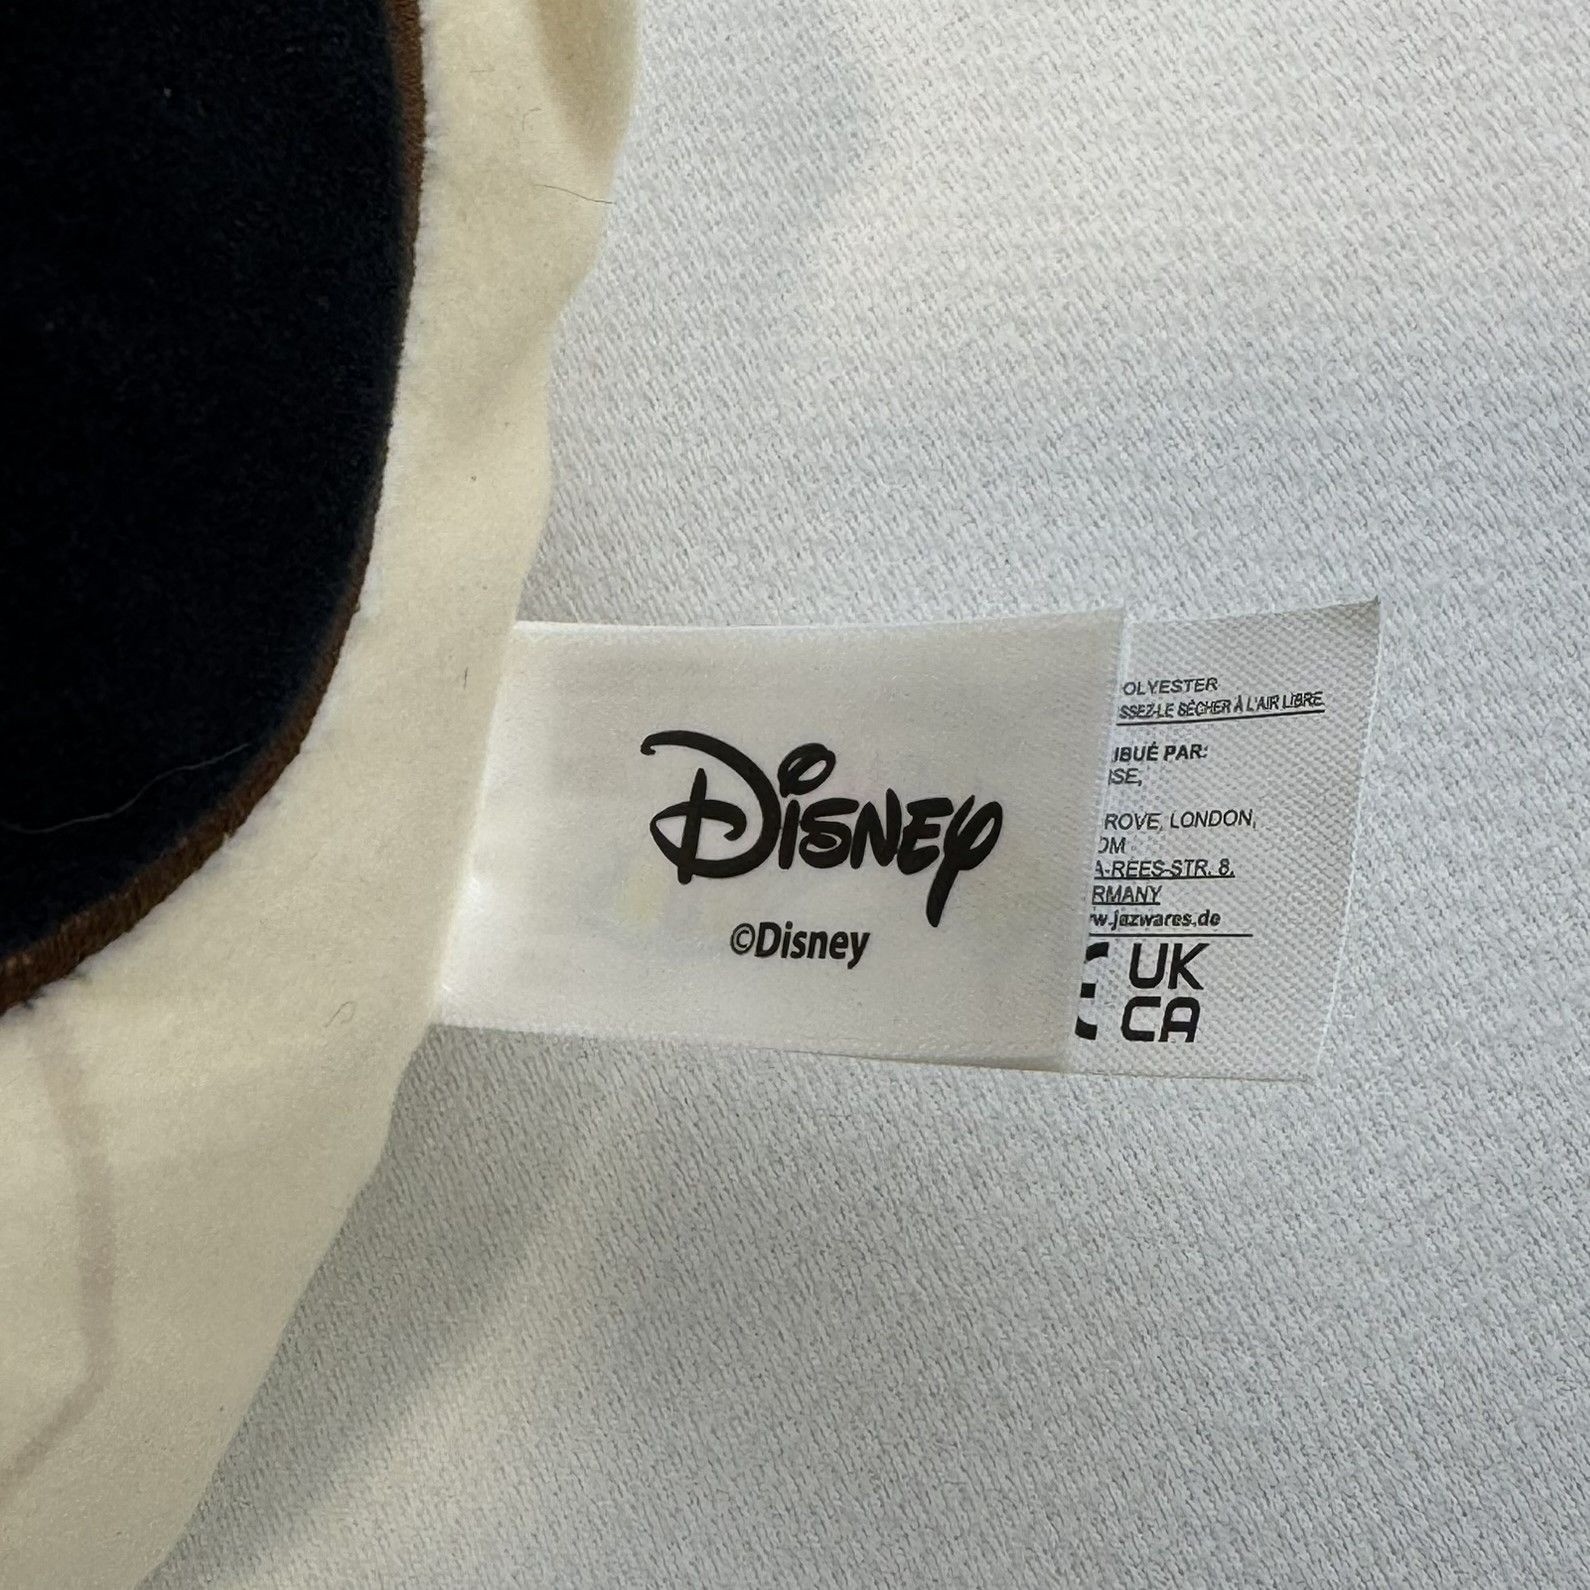 Disney
©Disney
OLYESTER
SSEZ-LE SÉCHER À L'AIR LIBRE
IBUÉ PAR:
ISE,
ROVE, LONDON,
OM
A-REES-STR. 8.
RMANY
w.jazwares.de
UK
CA